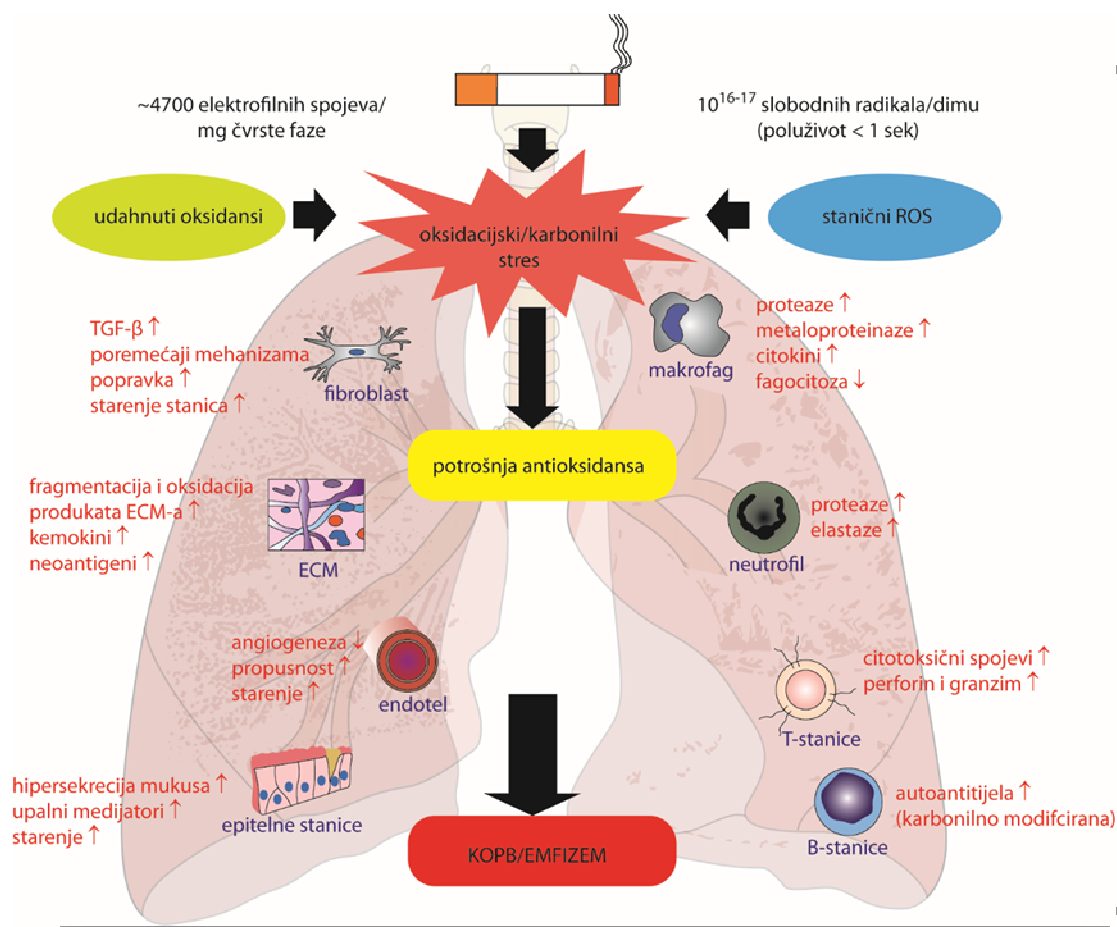 ~4700 elektrofilnih spojeva/
mg čvrste faze
10^16-17 slobodnih radikala/dimu
(poluživot < 1 sek)
udahnuti oksidansi
oksidacijski/karbonilni
stres
stanični ROS
TGF-β ↑
poremećaji mehanizama
popravka ↑
starenje stanica ↑
fibroblast
makrofag
proteaze ↑
metaloproteinaze ↑
citokini ↑
fagocitoza ↓
potrošnja antioksidansa
fragmentacija i oksidacija
produkata ECM-a ↑
kemokini ↑
neoantigeni ↑
ECM
neutrofil
proteaze ↑
elastaze ↑
angiogeneza ↓
propusnost ↑
starenje ↑
endotel
T-stanice
citotoksični spojevi ↑
perforin i granzim ↑
hipersekrecija mukusa ↑
upalni medijatori ↑
starenje ↑
epitelne stanice
KOPB/EMFIZEM
B-stanice
autoantitijela ↑
(karbonilno modifcirana)